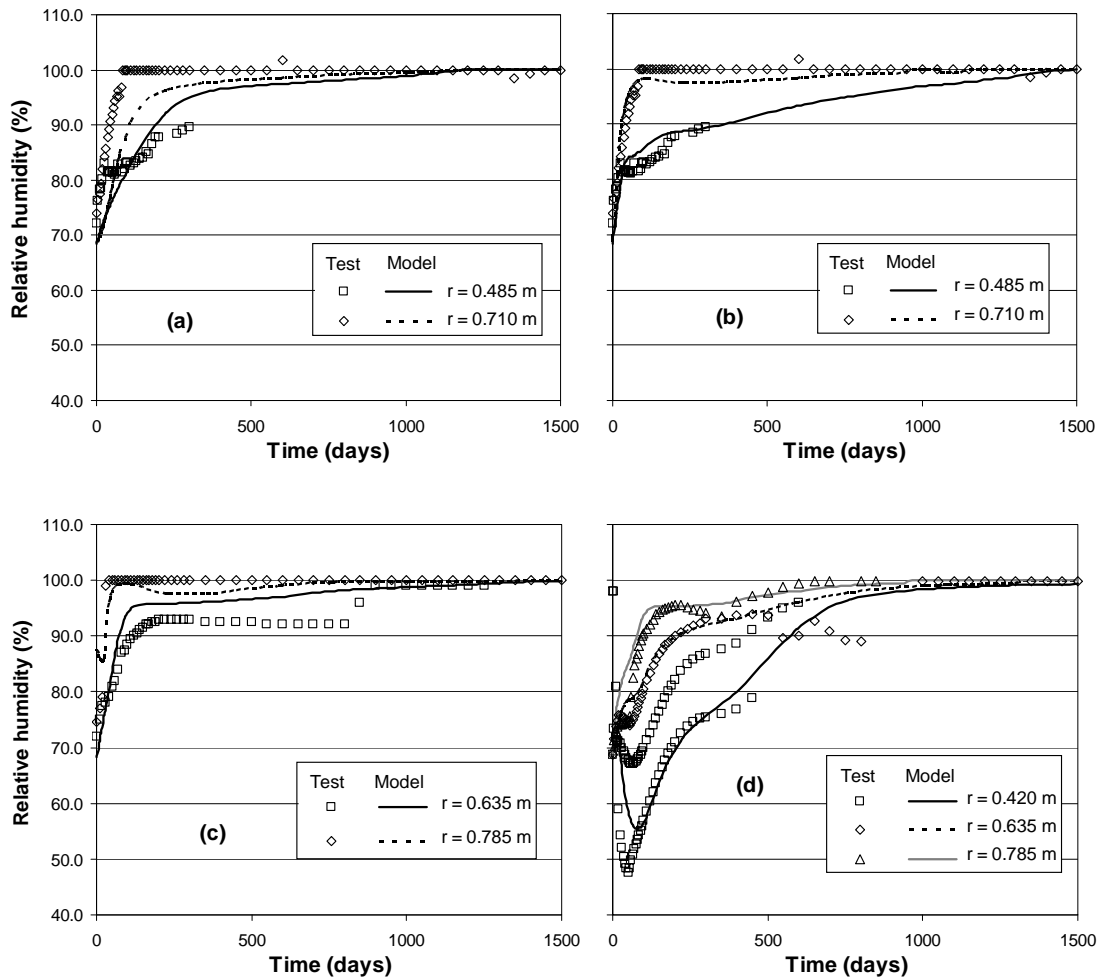 110.0
100.0
90.0
80.0
70.0
60.0
50.0
40.0
Relative humidity (%)
0 500 1000 1500
Time (days)
(a)
Test Model
r = 0.485 m
r = 0.710 m
0 500 1000 1500
Time (days)
(b)
Test Model
r = 0.485 m
r = 0.710 m
110.0
100.0
90.0
80.0
70.0
60.0
50.0
40.0
Relative humidity (%)
0 500 1000 1500
Time (days)
(c)
Test Model
r = 0.635 m
r = 0.785 m
0 500 1000 1500
Time (days)
(d)
Test Model
r = 0.420 m
r = 0.635 m
r = 0.785 m